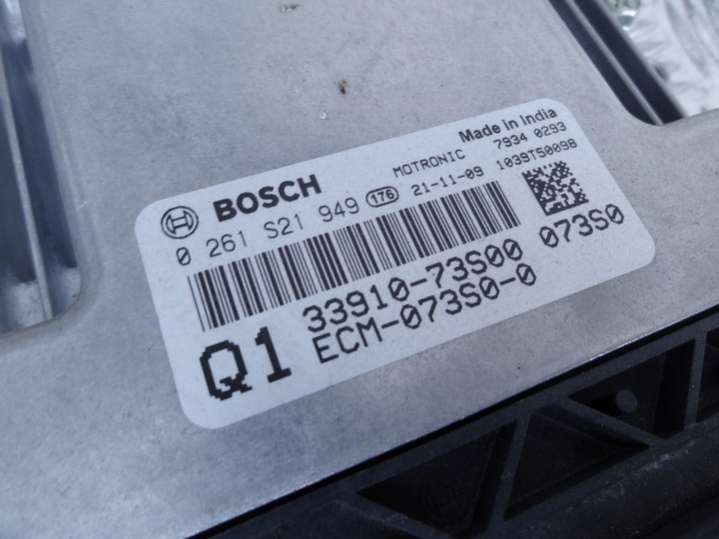 Made in India
BOSCH MOTRONIC 7934 0293
0 261 S21 949 176 21-11-09 1039T50098
33910-73S00 073S0
Q1 ECM-073S0-0